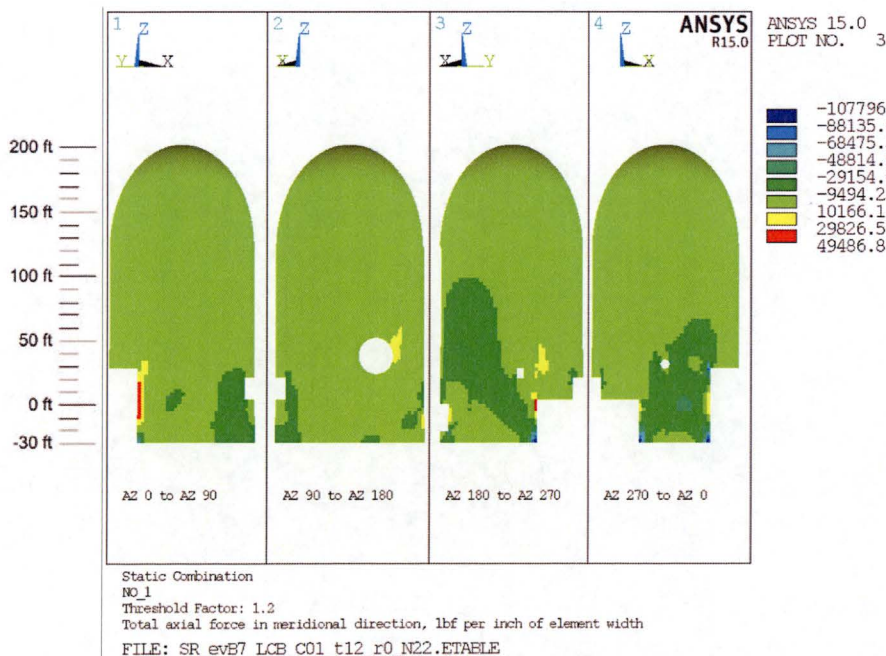 1 2 3 4
Z Z Z Z
Y X X X Y X
ANSYS
R15.0
ANSYS 15.0
PLOT NO. 3
-107796
-88135.
-68475.
-48814.
-29154.
-9494.2
10166.1
29826.5
49486.8
200 ft
150 ft
100 ft
50 ft
0 ft
-30 ft
AZ 0 to AZ 90
AZ 90 to AZ 180
AZ 180 to AZ 270
AZ 270 to AZ 0
Static Combination
NO_1
Threshold Factor: 1.2
Total axial force in meridional direction, lbf per inch of element width
FILE: SR evB7 LCB C01 t12 r0 N22.ETABLE